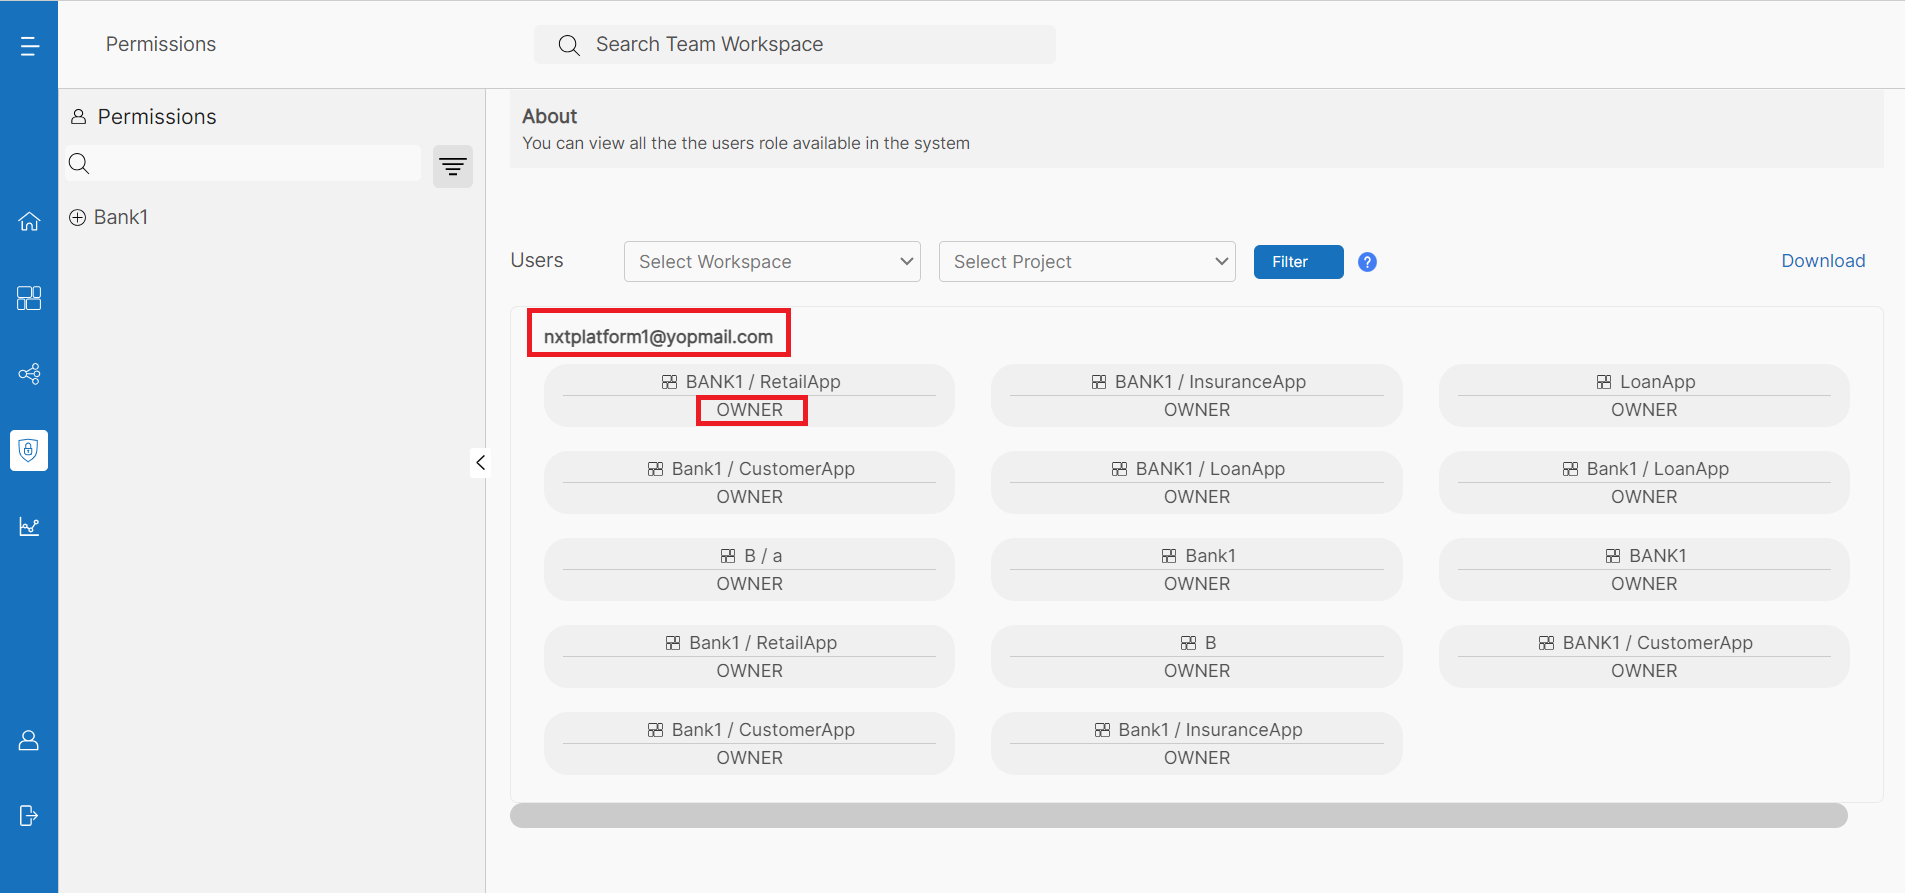 Permissions
Search Team Workspace
Permissions
Bank1
About
You can view all the the users role available in the system
Users
Select Workspace
Select Project
Filter
?
Download
nxtplatform1@yopmail.com
BANK1 / RetailApp
OWNER
BANK1 / InsuranceApp
OWNER
LoanApp
OWNER
Bank1 / CustomerApp
OWNER
BANK1 / LoanApp
OWNER
Bank1 / LoanApp
OWNER
B / a
OWNER
Bank1
OWNER
BANK1
OWNER
Bank1 / RetailApp
OWNER
B
OWNER
BANK1 / CustomerApp
OWNER
Bank1 / CustomerApp
OWNER
Bank1 / InsuranceApp
OWNER